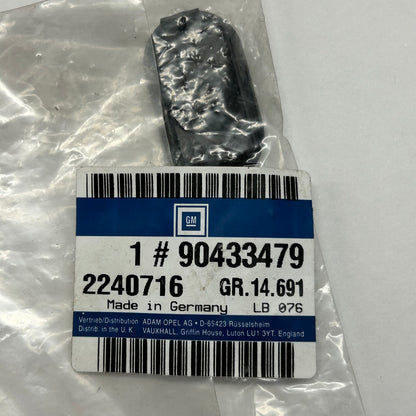 GM
1 # 90433479
2240716 GR.14.691
Made in Germany LB 076
Vertrieb/Distribution ADAM OPEL AG • D-65423 Rüsselsheim
Distrib. in the U.K. VAUXHALL, Griffin House, Luton LU1 3YT, England